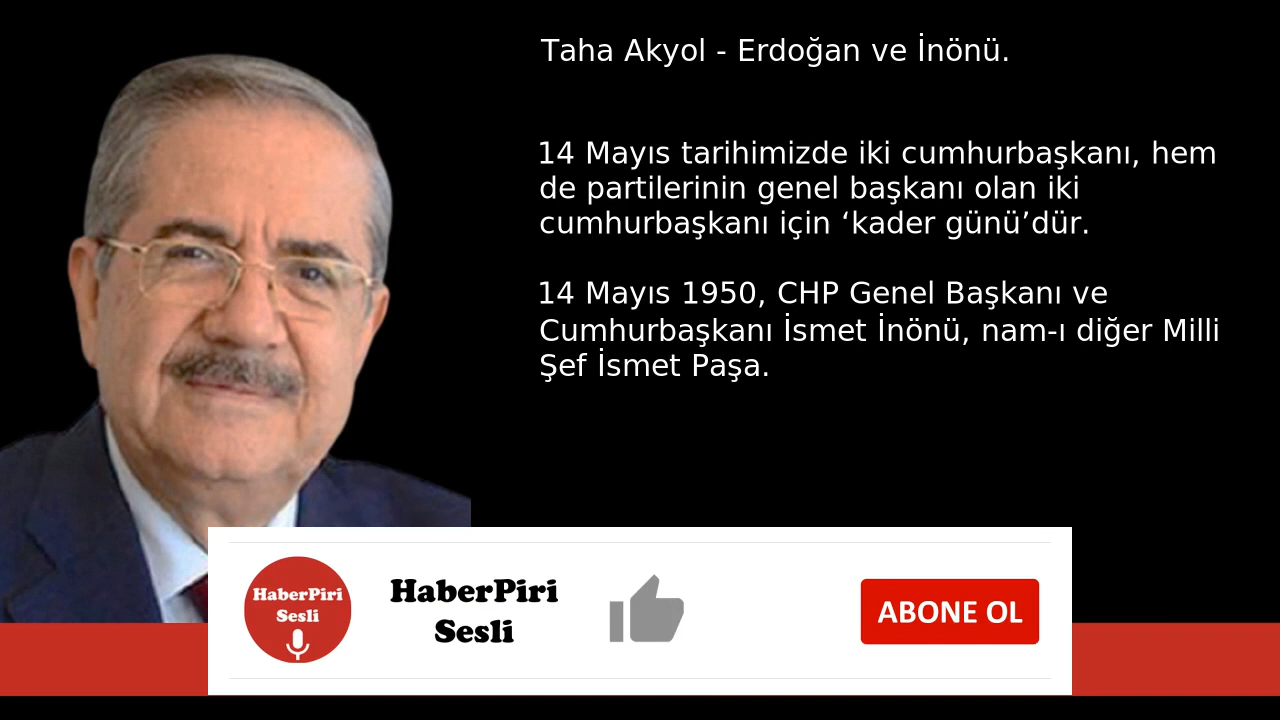 Taha Akyol - Erdoğan ve İnönü.
14 Mayıs tarihimizde iki cumhurbaşkanı, hem
de partilerinin genel başkanı olan iki
cumhurbaşkanı için ‘kader günü’dür.
14 Mayıs 1950, CHP Genel Başkanı ve
Cumhurbaşkanı İsmet İnönü, nam-ı diğer Milli
Şef İsmet Paşa.
HaberPiri
Sesli
HaberPiri
Sesli
ABONE OL